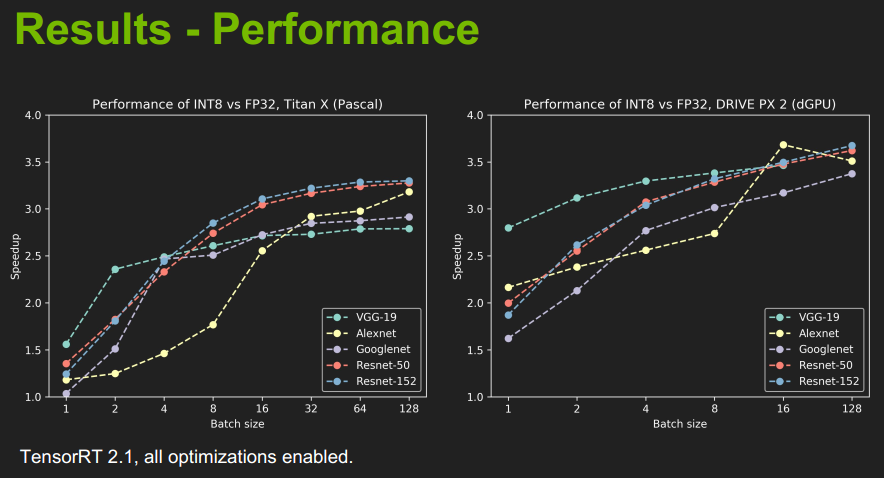 Results - Performance
Performance of INT8 vs FP32, Titan X (Pascal)
4.0
3.5
3.0
2.5
2.0
1.5
1.0
Speedup
1 2 4 8 16 32 64 128
Batch size
VGG-19
Alexnet
Googlenet
Resnet-50
Resnet-152
Performance of INT8 vs FP32, DRIVE PX 2 (dGPU)
4.0
3.5
3.0
2.5
2.0
1.5
1.0
Speedup
1 2 4 8 16 128
Batch size
VGG-19
Alexnet
Googlenet
Resnet-50
Resnet-152
TensorRT 2.1, all optimizations enabled.